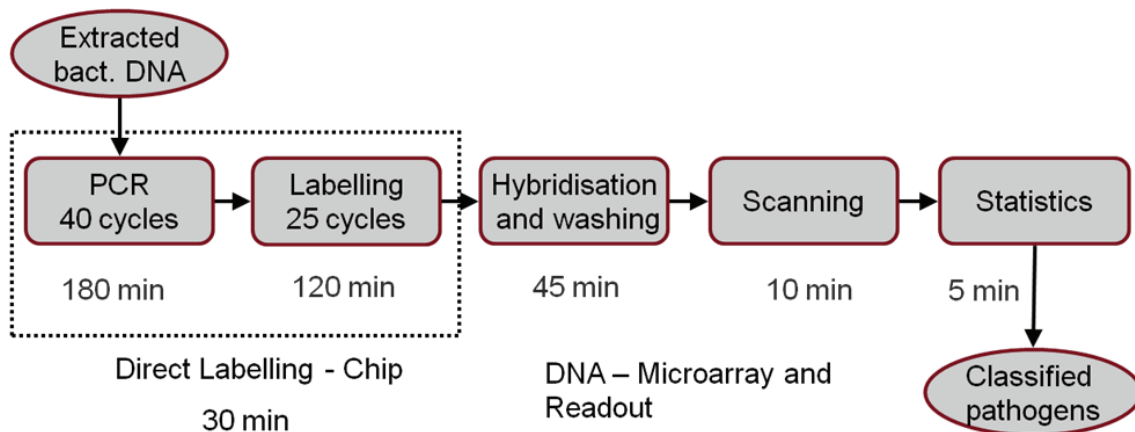 Extracted
bact. DNA
PCR
40 cycles
Labelling
25 cycles
Hybridisation
and washing
Scanning
Statistics
180 min
120 min
45 min
10 min
5 min
Direct Labelling - Chip
30 min
DNA – Microarray and
Readout
Classified
pathogens